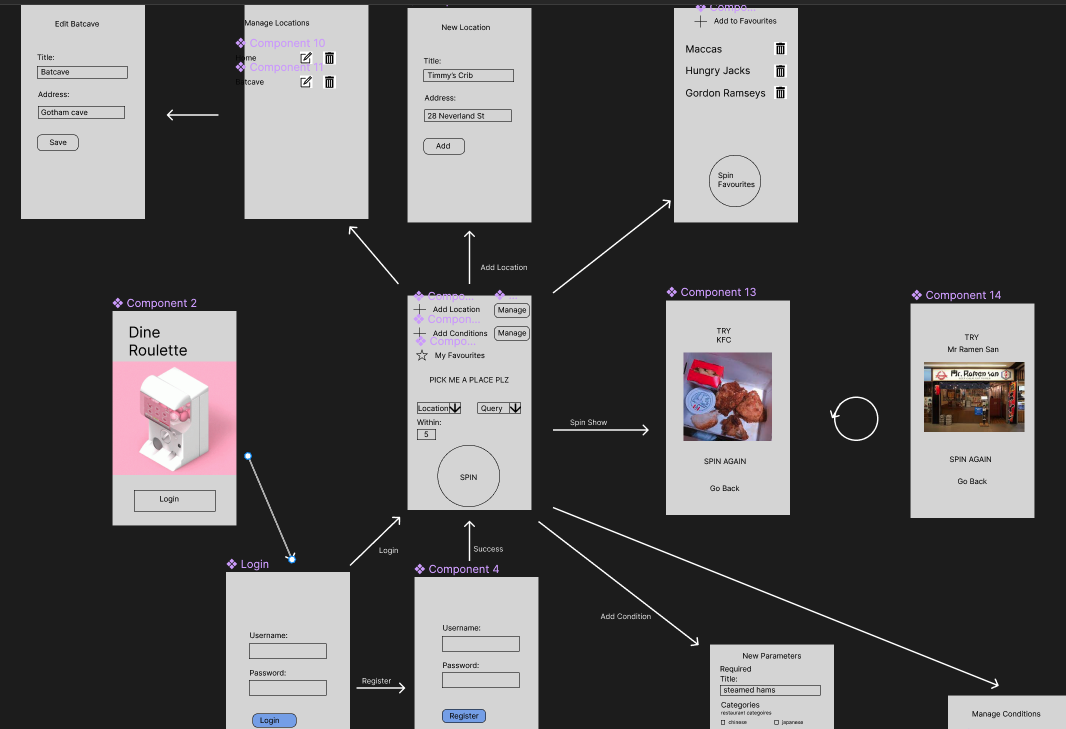 Edit Batcave
Title:
Batcave
Address:
Gotham cave
Save
Manage Locations
Component 10
Component 11
Batcave
New Location
Title:
Timmy's Crib
Address:
28 Neverland St
Add
Compo...
Add to Favourites
Maccas
Hungry Jacks
Gordon Ramseys
Spin
Favourites
Add Location
Component 2
Dine
Roulette
Login
Compo...
Add Location
Manage
Compon...
Add Conditions
Manage
Compo...
My Favourites
PICK ME A PLACE PLZ
Location
Query
Within:
5
SPIN
Spin Show
Component 13
TRY
KFC
SPIN AGAIN
Go Back
Component 14
TRY
Mr Ramen San
Mr. Ramen San
SPIN AGAIN
Go Back
Login
Success
Add Condition
Login
Username:
Password:
Login
Register
Component 4
Username:
Password:
Register
New Parameters
Required
Title:
steamed hams
Categories
restaurant categoires
chinese
japanese
Manage Conditions